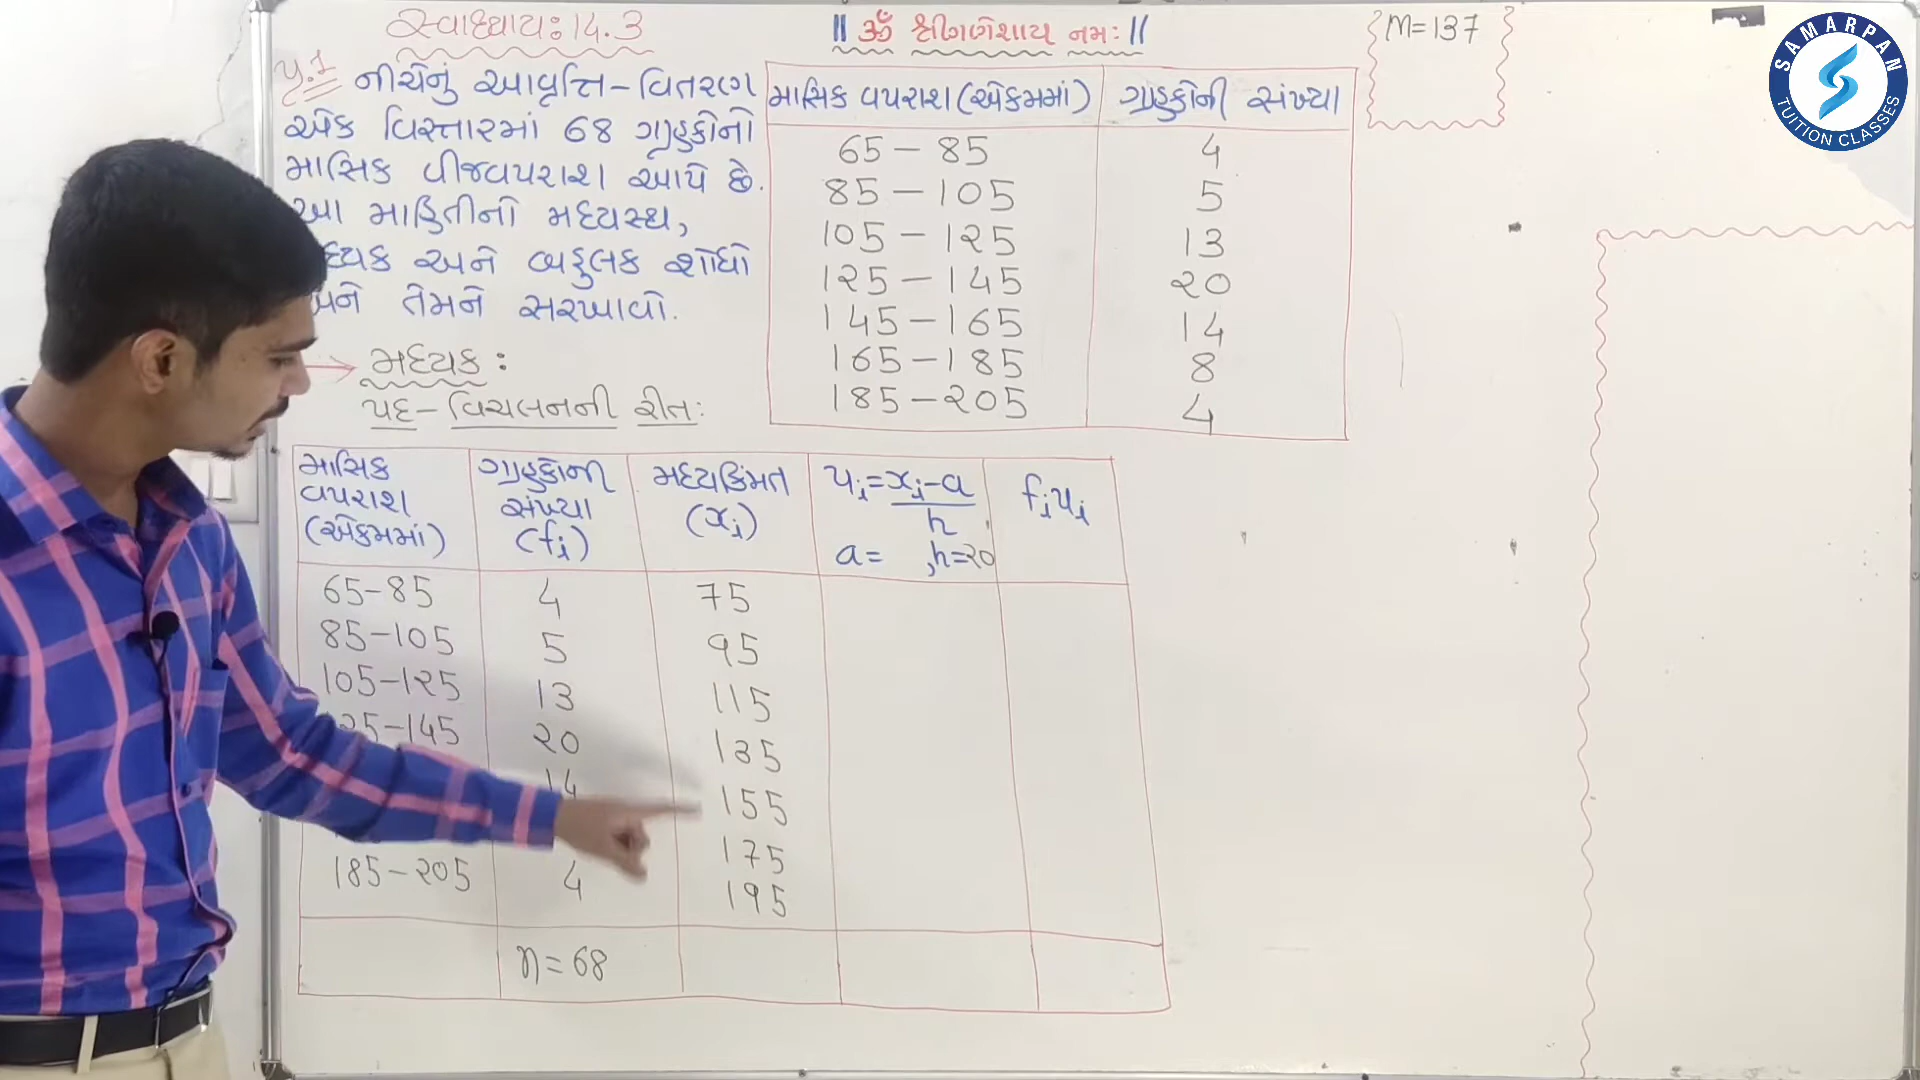 સ્વાધ્યાય: 14.3
|| ૐ શ્રી ગણેશાય નમ: ||
M=137
SAMARPAN
TUITION CLASSES
પ્ર.1 નીચેનું આવૃત્તિ-વિતરણ
એક વિસ્તારમાં 68 ગ્રાહકોનો
માસિક વીજવપરાશ આપે છે.
આ માહિતીનો મધ્યસ્થ,
ધ્યક અને બહુલક શોધો
અને તેમને સરખાવો.
માસિક વપરાશ (એકમમાં) ગ્રાહકોની સંખ્યા
65 - 85 4
85 - 105 5
105 - 125 13
125 - 145 20
145 - 165 14
165 - 185 8
185 - 205 4
→ મધ્યક :
પદ - વિચલનની રીત:
માસિક વપરાશ (એકમમાં) ગ્રાહકોની સંખ્યા (fi) મધ્યકિંમત (xi) ui = xi-a / h a= , h=20 fiui
65-85 4 75
85-105 5 95
105-125 13 115
25-145 20 135
14 155
175
185-205 4 195
n=68